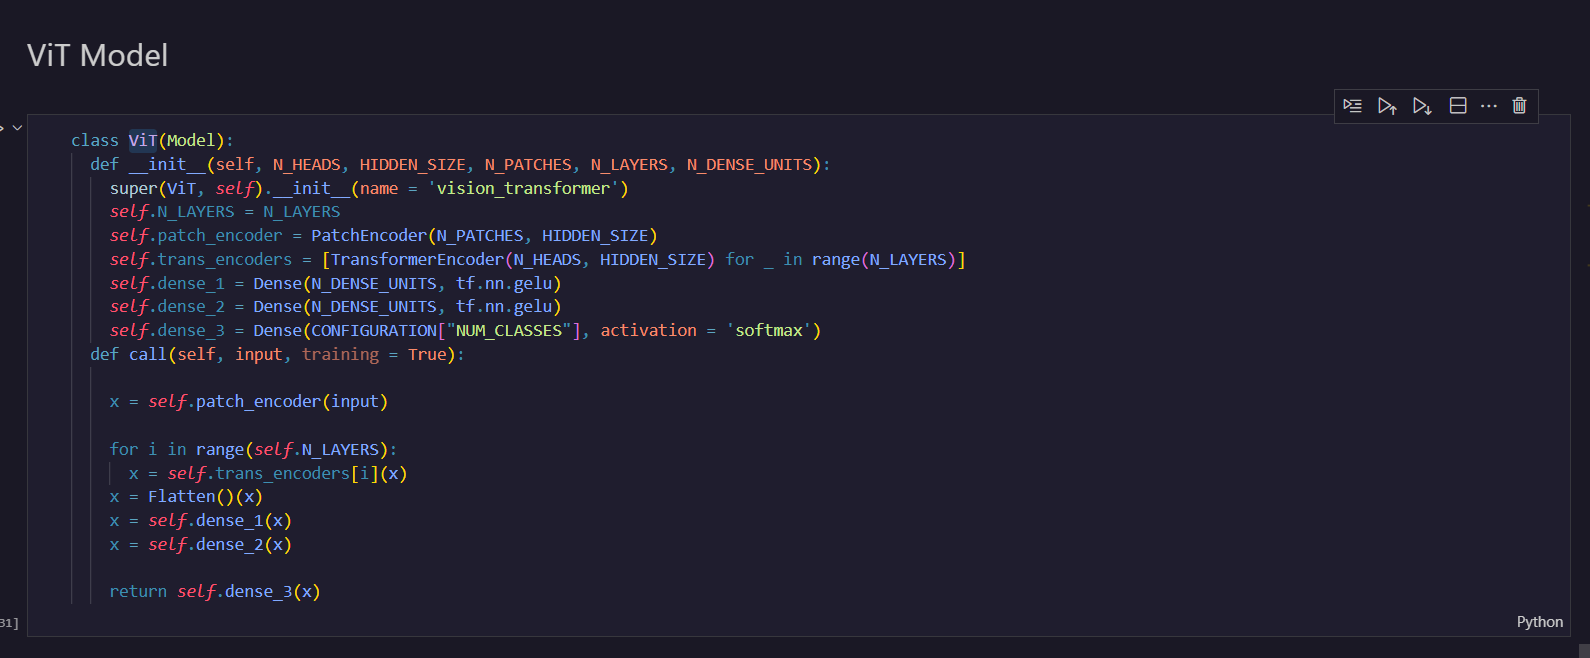 ViT Model
class ViT(Model):
def __init__(self, N_HEADS, HIDDEN_SIZE, N_PATCHES, N_LAYERS, N_DENSE_UNITS):
super(ViT, self).__init__(name = 'vision_transformer')
self.N_LAYERS = N_LAYERS
self.patch_encoder = PatchEncoder(N_PATCHES, HIDDEN_SIZE)
self.trans_encoders = [TransformerEncoder(N_HEADS, HIDDEN_SIZE) for _ in range(N_LAYERS)]
self.dense_1 = Dense(N_DENSE_UNITS, tf.nn.gelu)
self.dense_2 = Dense(N_DENSE_UNITS, tf.nn.gelu)
self.dense_3 = Dense(CONFIGURATION["NUM_CLASSES"], activation = 'softmax')
def call(self, input, training = True):
x = self.patch_encoder(input)
for i in range(self.N_LAYERS):
x = self.trans_encoders[i](x)
x = Flatten()(x)
x = self.dense_1(x)
x = self.dense_2(x)
return self.dense_3(x)
31]
Python